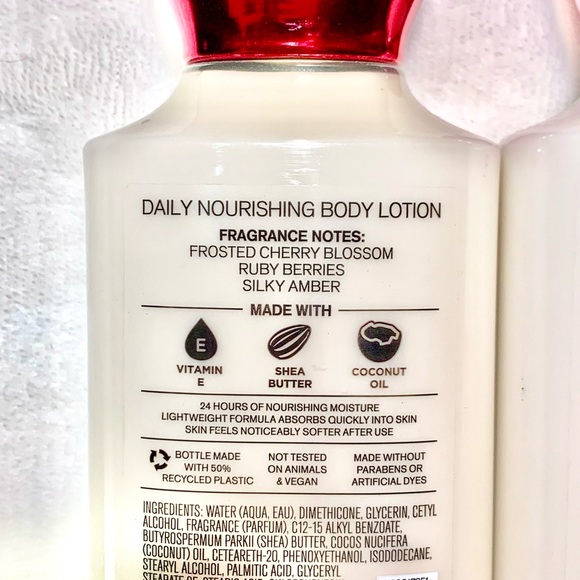 DAILY NOURISHING BODY LOTION
FRAGRANCE NOTES:
FROSTED CHERRY BLOSSOM
RUBY BERRIES
SILKY AMBER
MADE WITH
E
VITAMIN
E
SHEA
BUTTER
COCONUT
OIL
24 HOURS OF NOURISHING MOISTURE
LIGHTWEIGHT FORMULA ABSORBS QUICKLY INTO SKIN
SKIN FEELS NOTICEABLY SOFTER AFTER USE
BOTTLE MADE
WITH 50%
RECYCLED PLASTIC
NOT TESTED
ON ANIMALS
& VEGAN
MADE WITHOUT
PARABENS OR
ARTIFICIAL DYES
INGREDIENTS: WATER (AQUA, EAU), DIMETHICONE, GLYCERIN, CETYL
ALCOHOL, FRAGRANCE (PARFUM), C12-15 ALKYL BENZOATE,
BUTYROSPERMUM PARKII (SHEA) BUTTER, COCOS NUCIFERA
(COCONUT) OIL, CETEARETH-20, PHENOXYETHANOL, ISODODECANE,
STEARYL ALCOHOL, PALMITIC ACID, GLYCERYL